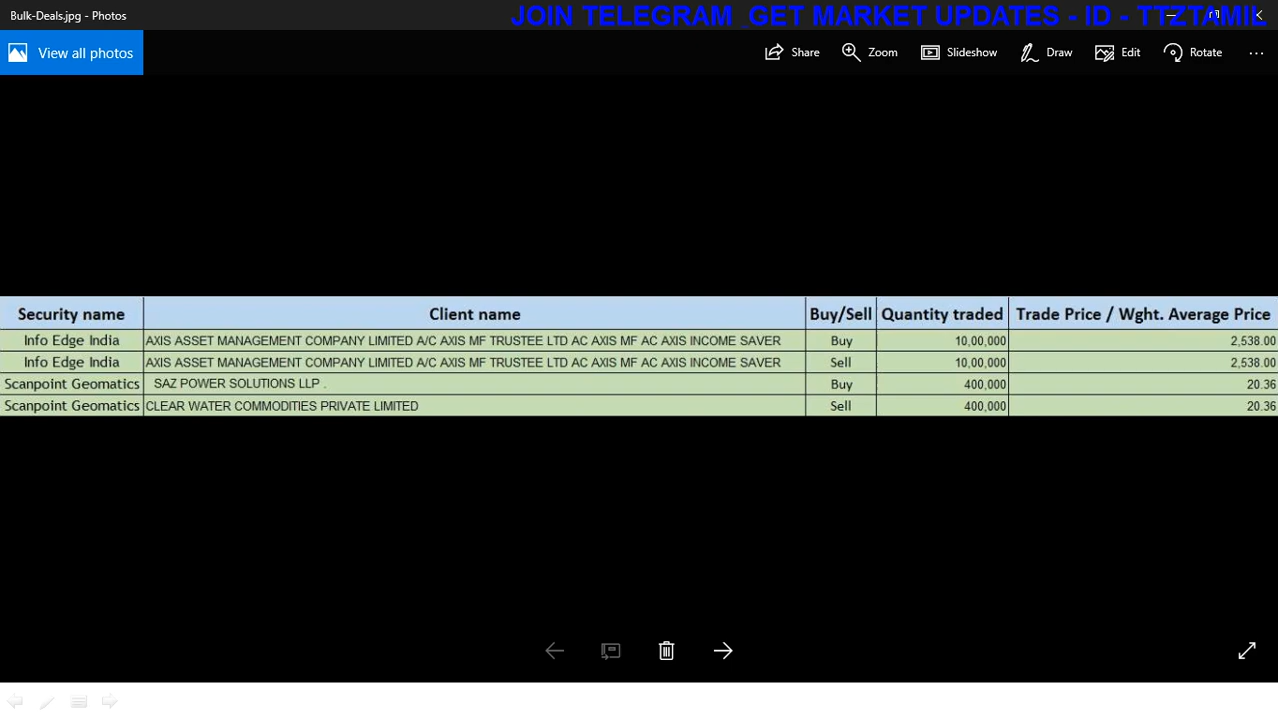 Bulk-Deals.jpg - Photos
JOIN TELEGRAM GET MARKET UPDATES - ID - TTZTAMIL
View all photos
Share Zoom Slideshow Draw Edit Rotate
Security name Client name Buy/Sell Quantity traded Trade Price / Wght. Average Price
Info Edge India AXIS ASSET MANAGEMENT COMPANY LIMITED A/C AXIS MF TRUSTEE LTD AC AXIS MF AC AXIS INCOME SAVER Buy 10,00,000 2,538.00
Info Edge India AXIS ASSET MANAGEMENT COMPANY LIMITED A/C AXIS MF TRUSTEE LTD AC AXIS MF AC AXIS INCOME SAVER Sell 10,00,000 2,538.00
Scanpoint Geomatics SAZ POWER SOLUTIONS LLP . Buy 400,000 20.36
Scanpoint Geomatics CLEAR WATER COMMODITIES PRIVATE LIMITED Sell 400,000 20.36